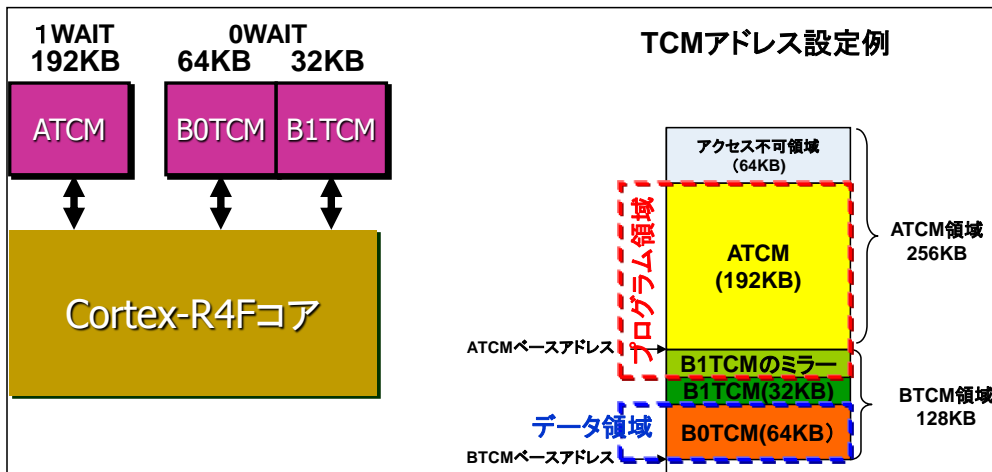 1WAIT
192KB
0WAIT
64KB
32KB
ATCM
B0TCM
B1TCM
Cortex-R4Fコア
TCMアドレス設定例
アクセス不可領域
(64KB)
プログラム領域
ATCM
(192KB)
ATCM領域
256KB
ATCMベースアドレス
B1TCMのミラー
B1TCM(32KB)
BTCM領域
128KB
データ領域
B0TCM(64KB)
BTCMベースアドレス